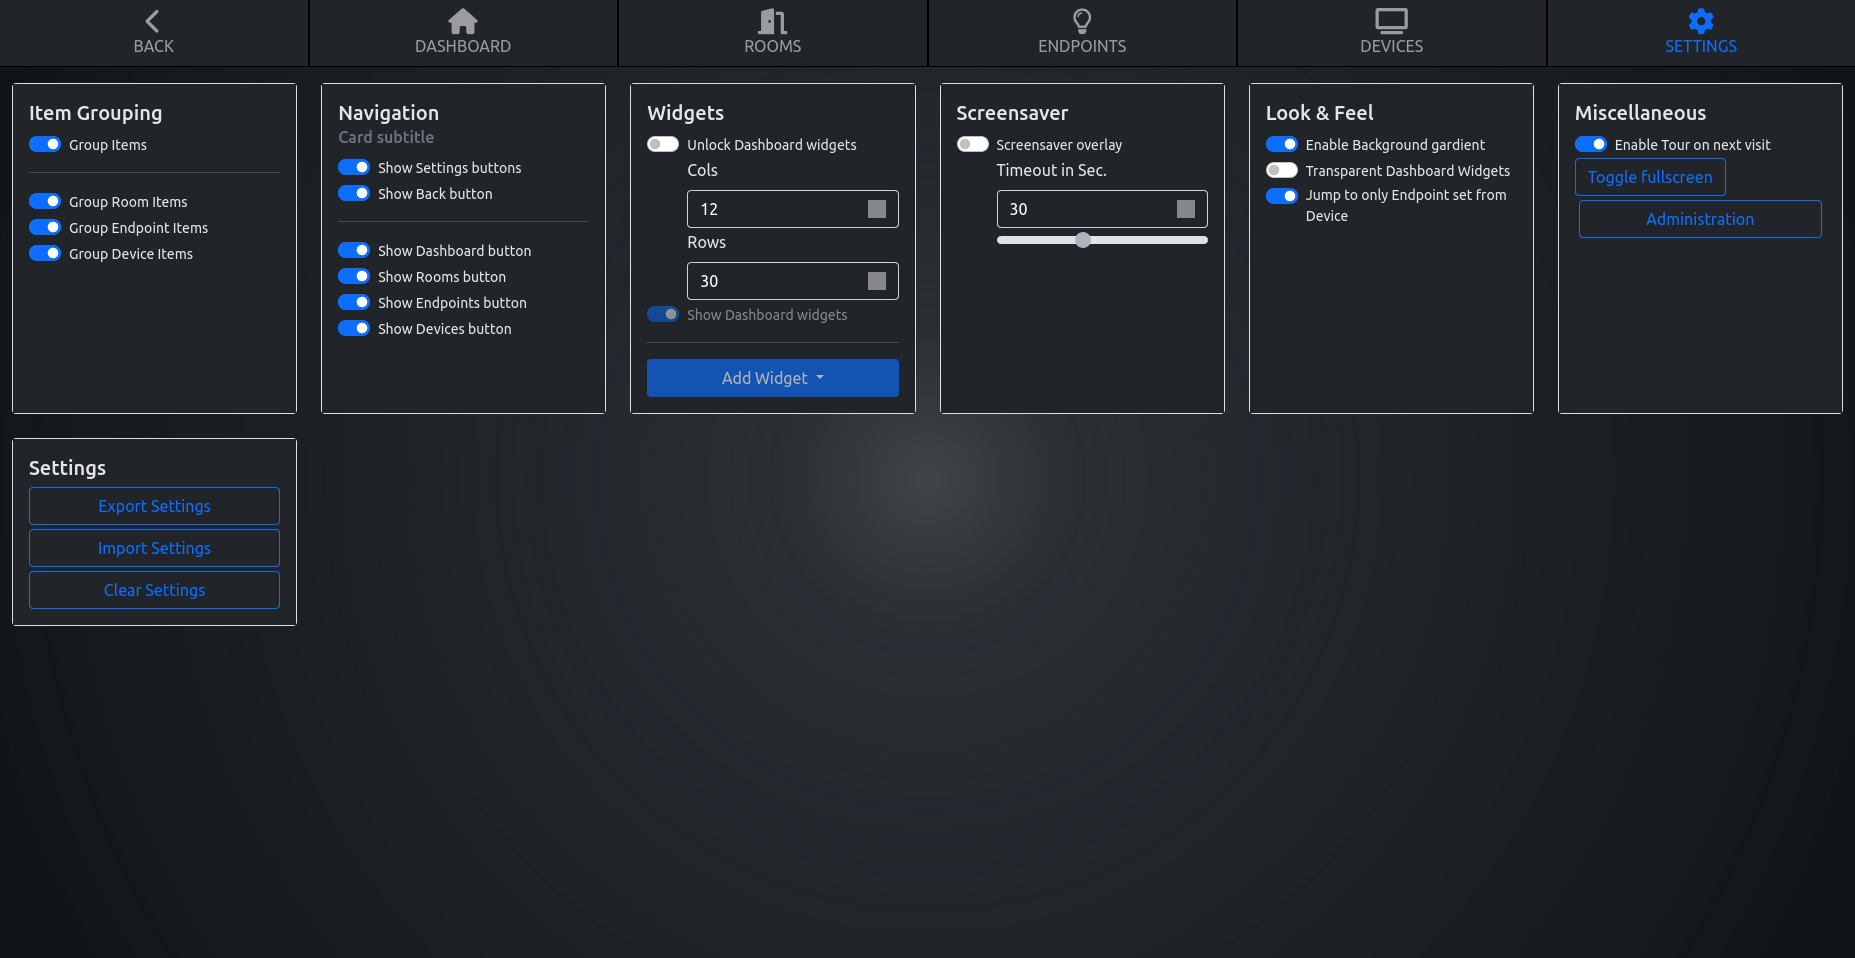 BACK
DASHBOARD
ROOMS
ENDPOINTS
DEVICES
SETTINGS
Item Grouping
Group Items
Group Room Items
Group Endpoint Items
Group Device Items
Navigation
Card subtitle
Show Settings buttons
Show Back button
Show Dashboard button
Show Rooms button
Show Endpoints button
Show Devices button
Widgets
Unlock Dashboard widgets
Cols
12
Rows
30
Show Dashboard widgets
Add Widget
Screensaver
Screensaver overlay
Timeout in Sec.
30
Look & Feel
Enable Background gardient
Transparent Dashboard Widgets
Jump to only Endpoint set from
Device
Miscellaneous
Enable Tour on next visit
Toggle fullscreen
Administration
Settings
Export Settings
Import Settings
Clear Settings